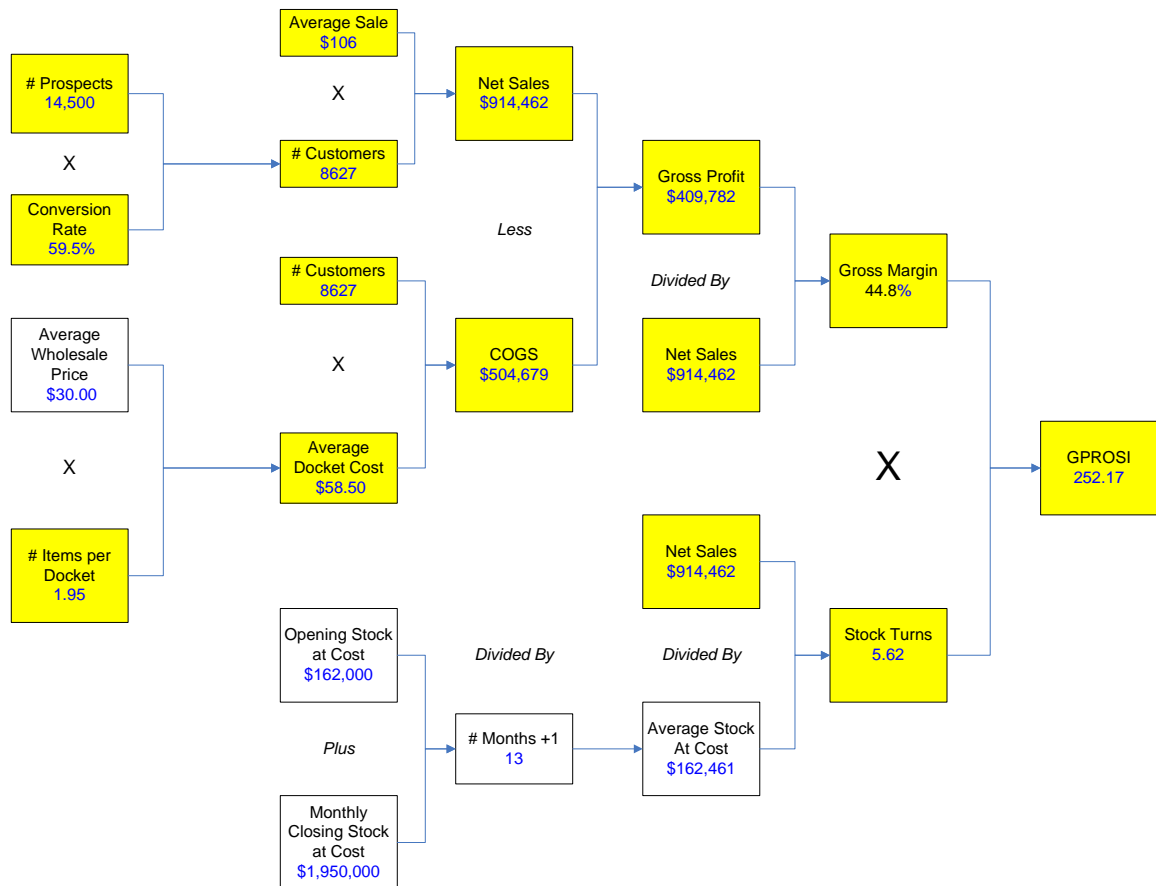 Average Sale
$106
# Prospects
14,500
X
Net Sales
$914,462
X
# Customers
8627
Gross Profit
$409,782
Conversion
Rate
59.5%
Less
# Customers
8627
Divided By
Gross Margin
44.8%
Average
Wholesale
Price
$30.00
X
COGS
$504,679
Net Sales
$914,462
X
Average
Docket Cost
$58.50
X
GPROSI
252.17
# Items per
Docket
1.95
Net Sales
$914,462
Opening Stock
at Cost
$162,000
Divided By
Divided By
Stock Turns
5.62
Plus
# Months +1
13
Average Stock
At Cost
$162,461
Monthly
Closing Stock
at Cost
$1,950,000